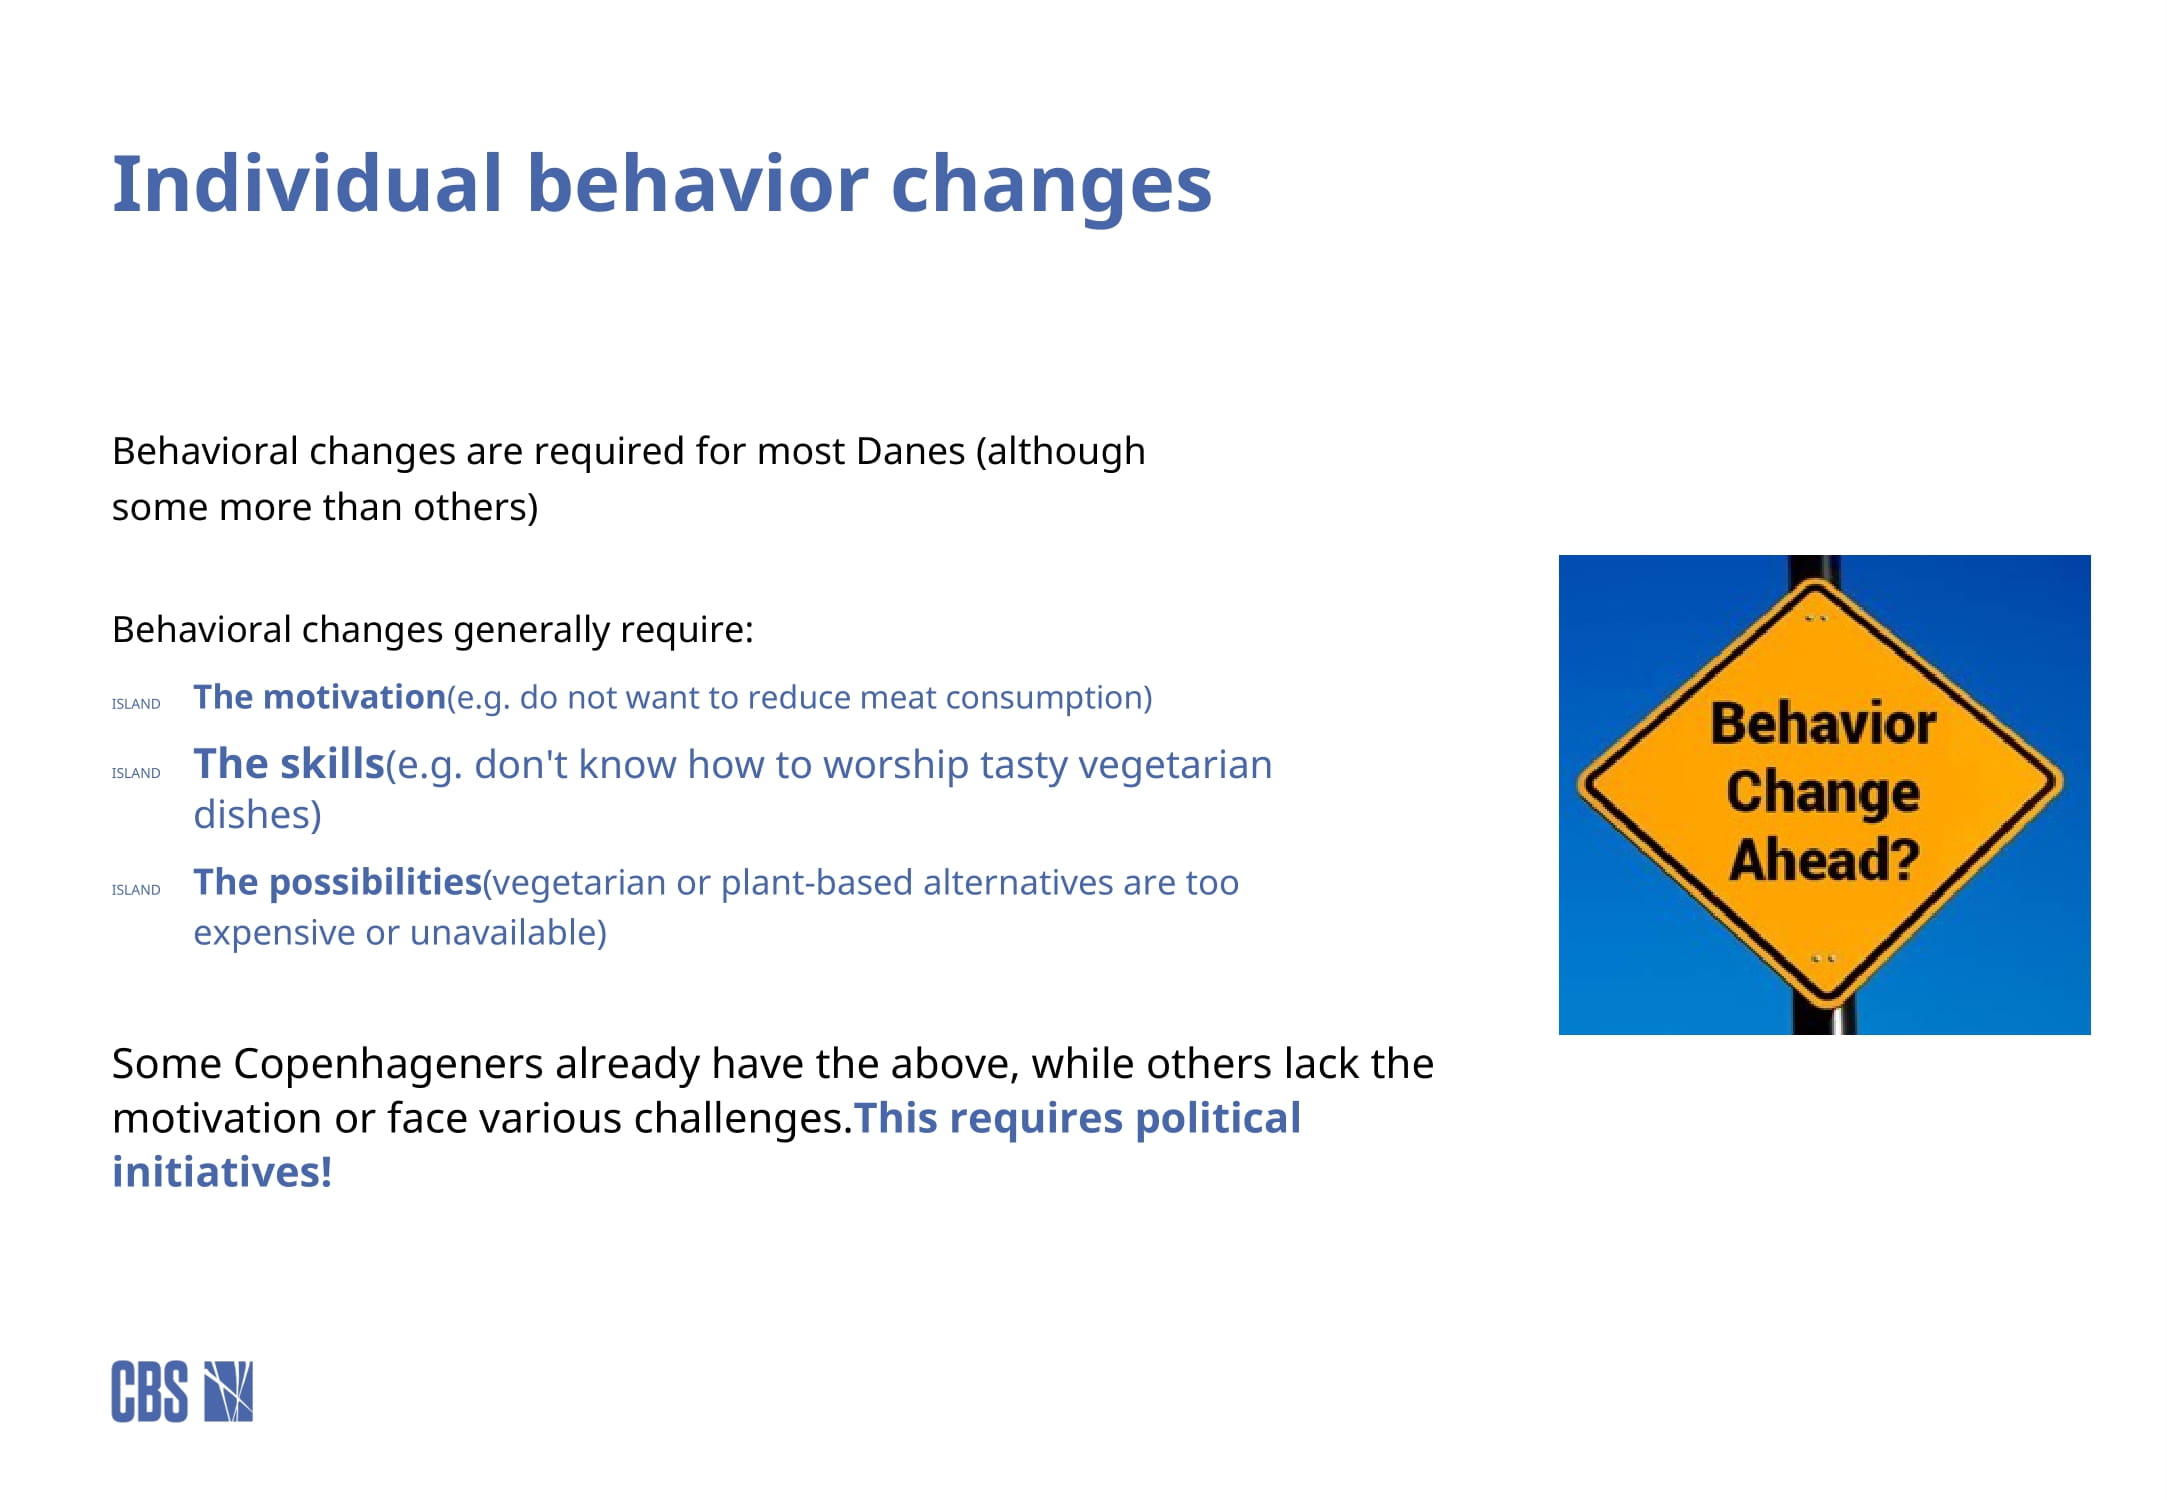 Individual behavior changes
Behavioral changes are required for most Danes (although
some more than others)
Behavioral changes generally require:
ISLAND The motivation(e.g. do not want to reduce meat consumption)
ISLAND The skills(e.g. don't know how to worship tasty vegetarian
dishes)
ISLAND The possibilities(vegetarian or plant-based alternatives are too
expensive or unavailable)
Some Copenhageners already have the above, while others lack the
motivation or face various challenges.This requires political
initiatives!
Behavior
Change
Ahead?
CBS